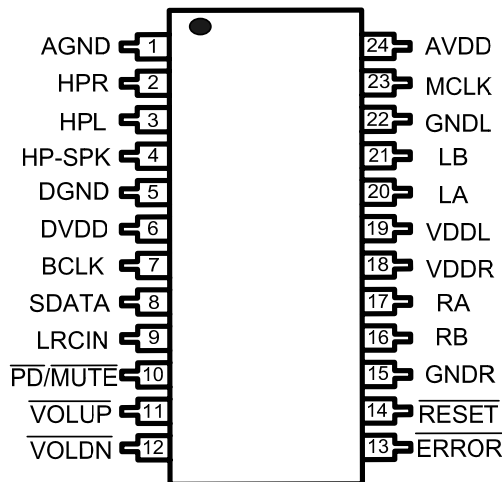 AGND 1 24 AVDD
HPR 2 23 MCLK
HPL 3 22 GNDL
HP-SPK 4 21 LB
DGND 5 20 LA
DVDD 6 19 VDDL
BCLK 7 18 VDDR
SDATA 8 17 RA
LRCIN 9 16 RB
PD/MUTE 10 15 GNDR
VOLUP 11 14 RESET
VOLDN 12 13 ERROR